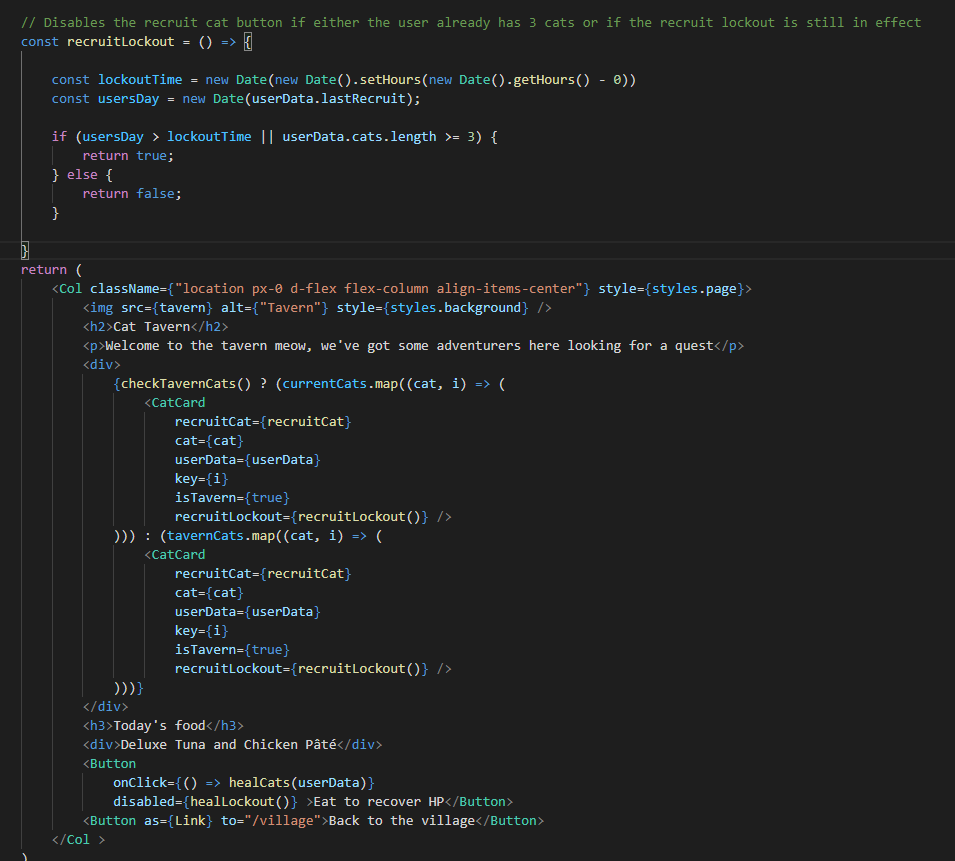 // Disables the recruit cat button if either the user already has 3 cats or if the recruit lockout is still in effect
const recruitLockout = () => {
const lockoutTime = new Date(new Date().setHours(new Date().getHours() - 0))
const usersDay = new Date(userData.lastRecruit);
if (usersDay > lockoutTime || userData.cats.length >= 3) {
return true;
} else {
return false;
}
}
return (
<Col className={"location px-0 d-flex flex-column align-items-center"} style={styles.page}>
<img src={tavern} alt={"Tavern"} style={styles.background} />
<h2>Cat Tavern</h2>
<p>Welcome to the tavern meow, we've got some adventurers here looking for a quest</p>
<div>
{checkTavernCats() ? (currentCats.map((cat, i) => (
<CatCard
recruitCat={recruitCat}
cat={cat}
userData={userData}
key={i}
isTavern={true}
recruitLockout={recruitLockout()} />
))) : (tavernCats.map((cat, i) => (
<CatCard
recruitCat={recruitCat}
cat={cat}
userData={userData}
key={i}
isTavern={true}
recruitLockout={recruitLockout()} />
)))}
</div>
<h3>Today's food</h3>
<div>Deluxe Tuna and Chicken Pâté</div>
<Button
onClick={() => healCats(userData)}
disabled={healLockout()} >Eat to recover HP</Button>
<Button as={Link} to="/village">Back to the village</Button>
</Col >
)